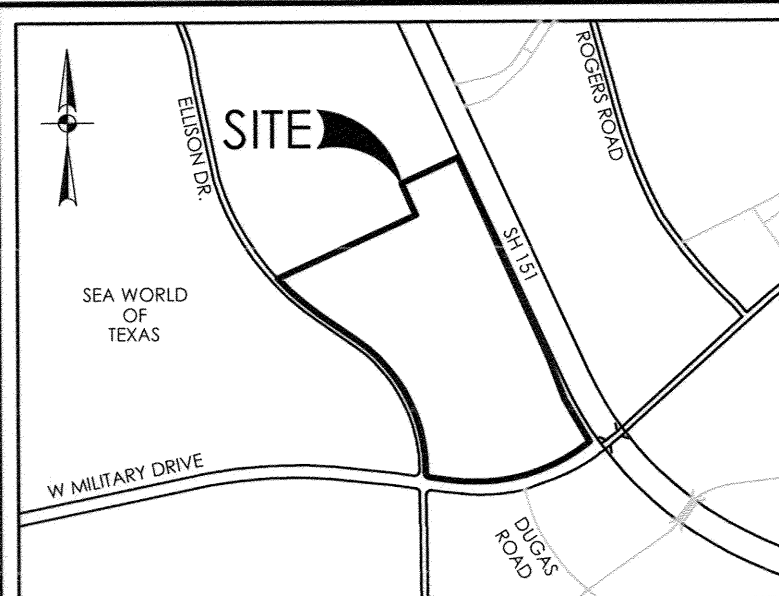 ROGERS ROAD
ELLISON DR.
SITE
SH 151
SEA WORLD
OF
TEXAS
W MILITARY DRIVE
DUGAS
ROAD